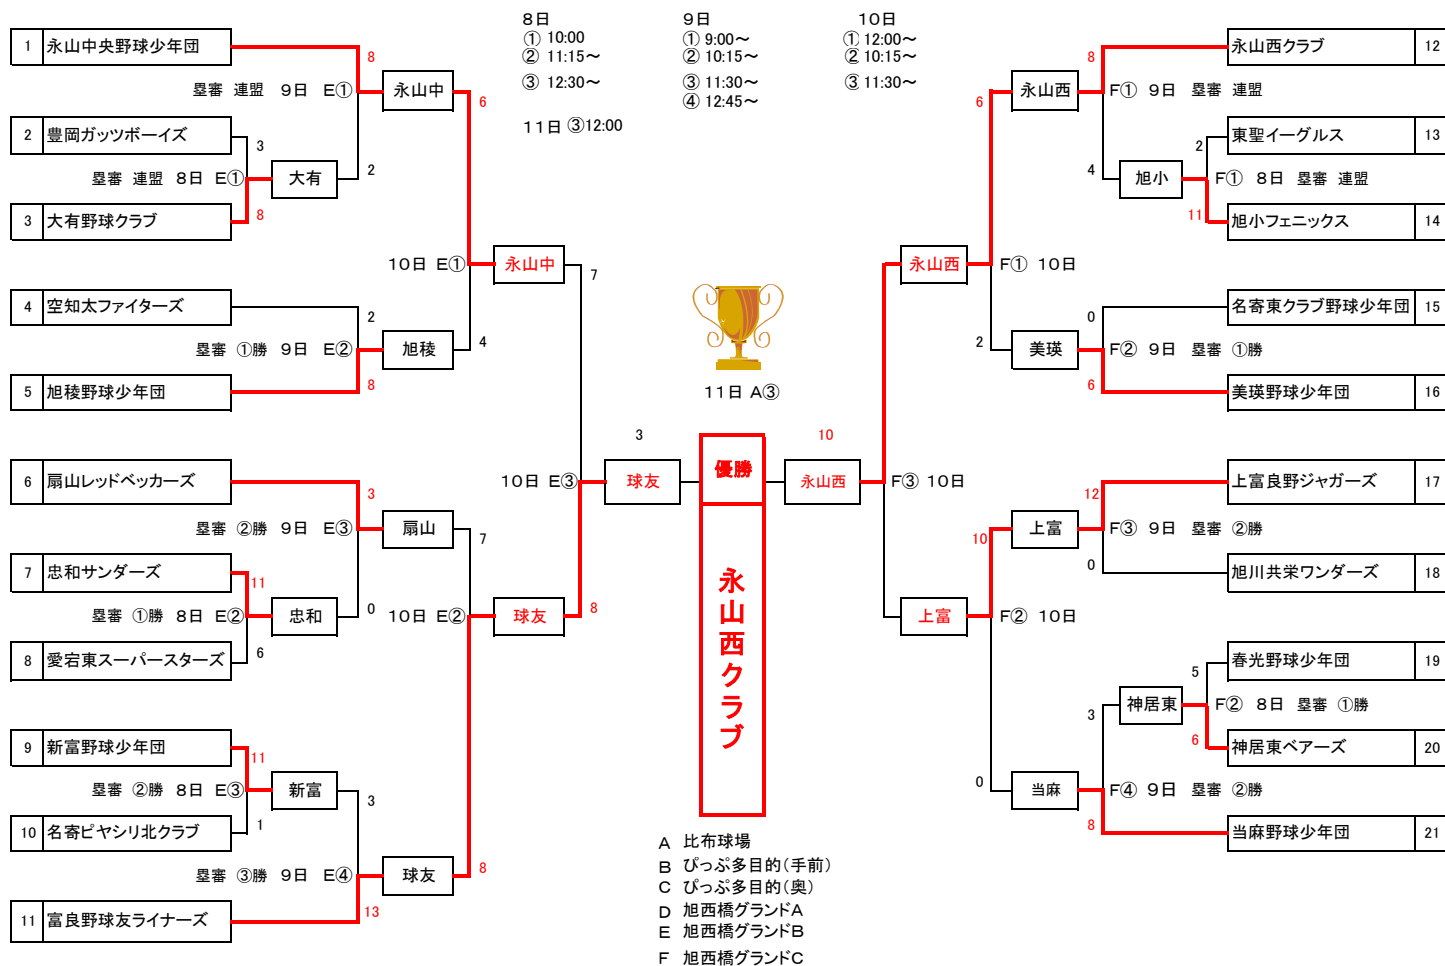 8日
① 10:00
② 11:15～
③ 12:30～
11日 ③12:00
9日
① 9:00～
② 10:15～
③ 11:30～
④ 12:45～
10日
① 12:00～
② 10:15～
③ 11:30～
1 永山中央野球少年団
8
塁審 連盟 9日 E①
永山中
6
2 豊岡ガッツボーイズ
3
塁審 連盟 8日 E①
大有
2
3 大有野球クラブ
8
10日 E①
永山中
7
4 空知太ファイターズ
2
塁審 ①勝 9日 E②
旭稜
4
5 旭稜野球少年団
8
10日 E③
球友
3
6 扇山レッドベッカーズ
3
塁審 ②勝 9日 E③
扇山
7
7 忠和サンダーズ
11
塁審 ①勝 8日 E②
忠和
0
8 愛宕東スーパースターズ
6
10日 E②
球友
8
9 新富野球少年団
11
塁審 ②勝 8日 E③
新富
3
10 名寄ピヤシリ北クラブ
1
塁審 ③勝 9日 E④
球友
8
11 富良野球友ライナーズ
13
11日 A③
優勝
永山西クラブ
永山西クラブ 12
8
永山西
F① 9日 塁審 連盟
6
東聖イーグルス 13
2
旭小
F① 8日 塁審 連盟
4
旭小フェニックス 14
11
永山西
F① 10日
名寄東クラブ野球少年団 15
0
美瑛
F② 9日 塁審 ①勝
2
美瑛野球少年団 16
6
10
永山西
F③ 10日
上富良野ジャガーズ 17
12
上富
F③ 9日 塁審 ②勝
10
旭川共栄ワンダーズ 18
0
上富
F② 10日
春光野球少年団 19
5
神居東
F② 8日 塁審 ①勝
3
神居東ベアーズ 20
6
当麻
F④ 9日 塁審 ②勝
0
当麻野球少年団 21
8
A 比布球場
B ぴっぷ多目的(手前)
C ぴっぷ多目的(奥)
D 旭西橋グランドA
E 旭西橋グランドB
F 旭西橋グランドC